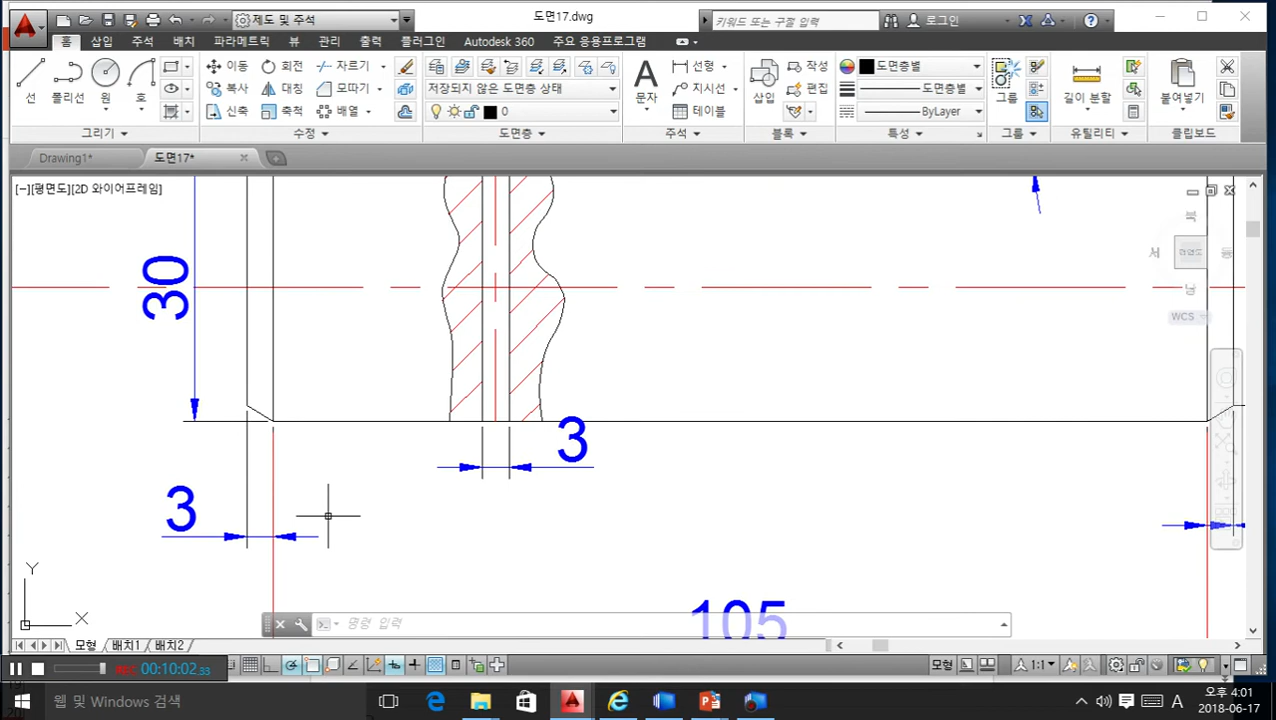 제도 및 주석
도면17.dwg
키워드 또는 구절 입력
로그인
홈 삽입 주석 배치 파라메트릭 뷰 관리 출력 플러그인 Autodesk 360 주요 응용프로그램
이동 회전 자르기
선형
작성
도면층별
선 폴리선 원 호
복사 대칭 모따기
저장되지 않은 도면층 상태
문자
지시선
삽입
편집
도면층별
그룹
길이 분할
붙여넣기
신축 축척 배열
0
테이블
ByLayer
그리기 수정 도면층 주석 블록 특성 그룹 유틸리티 클립보드
Drawing1* 도면17*
[−][평면도][2D 와이어프레임]
북
서 동
남
WCS
30
3
3
105
Y
X
명령 입력
모형 배치1 배치2
REC 00:10:02.33
모형
1:1
웹 및 Windows 검색
A
오후 4:01
2018-06-17